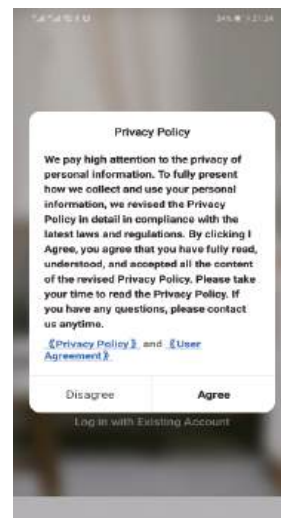 Privacy Policy
We pay high attention to the privacy of
personal information. To fully present
how we collect and use your personal
information, we revised the Privacy
Policy in detail in compliance with the
latest laws and regulations. By clicking I
Agree, you agree that you have fully read,
understood, and accepted all the content
of the revised Privacy Policy. Please take
your time to read the Privacy Policy. If
you have any questions, please contact
us anytime.
《Privacy Policy》 and 《User
Agreement》
Disagree Agree
Log in with Existing Account